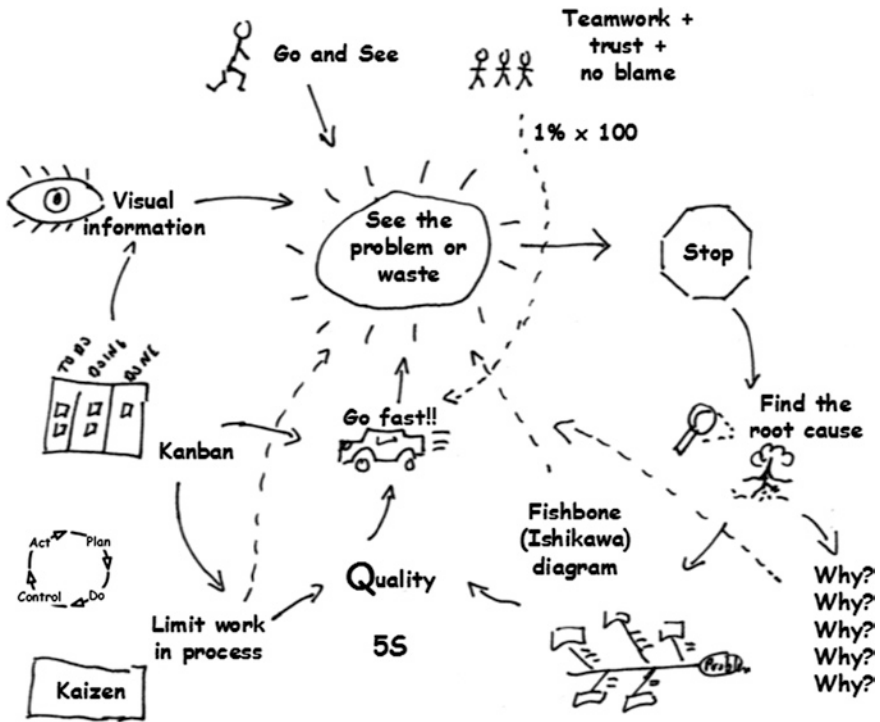 Teamwork +
trust +
no blame
Go and See
1% x 100
Visual
information
See the
problem or
waste
Stop
TO DO
DOING
DONE
Go fast!!
Find the
root cause
Kanban
Fishbone
(Ishikawa)
diagram
Act
Plan
Control
Do
Quality
Why?
Why?
Why?
Why?
Why?
Limit work
in process
5S
Kaizen
Problem